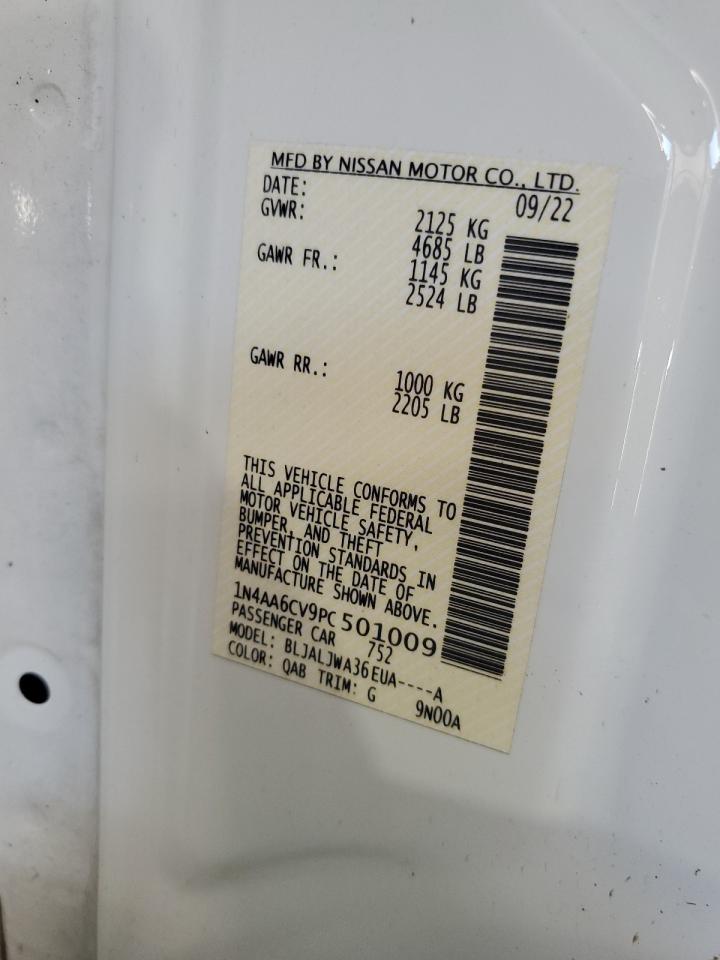 MFD BY NISSAN MOTOR CO., LTD.
DATE: 09/22
GVWR: 2125 KG
4685 LB
GAWR FR.: 1145 KG
2524 LB
GAWR RR.: 1000 KG
2205 LB
THIS VEHICLE CONFORMS TO
ALL APPLICABLE FEDERAL
MOTOR VEHICLE SAFETY,
BUMPER, AND THEFT
PREVENTION STANDARDS IN
EFFECT ON THE DATE OF
MANUFACTURE SHOWN ABOVE.
1N4AA6CV9PC501009
PASSENGER CAR 752
MODEL: BLJALJWA36EUA----A
COLOR: QAB TRIM: G 9N00A